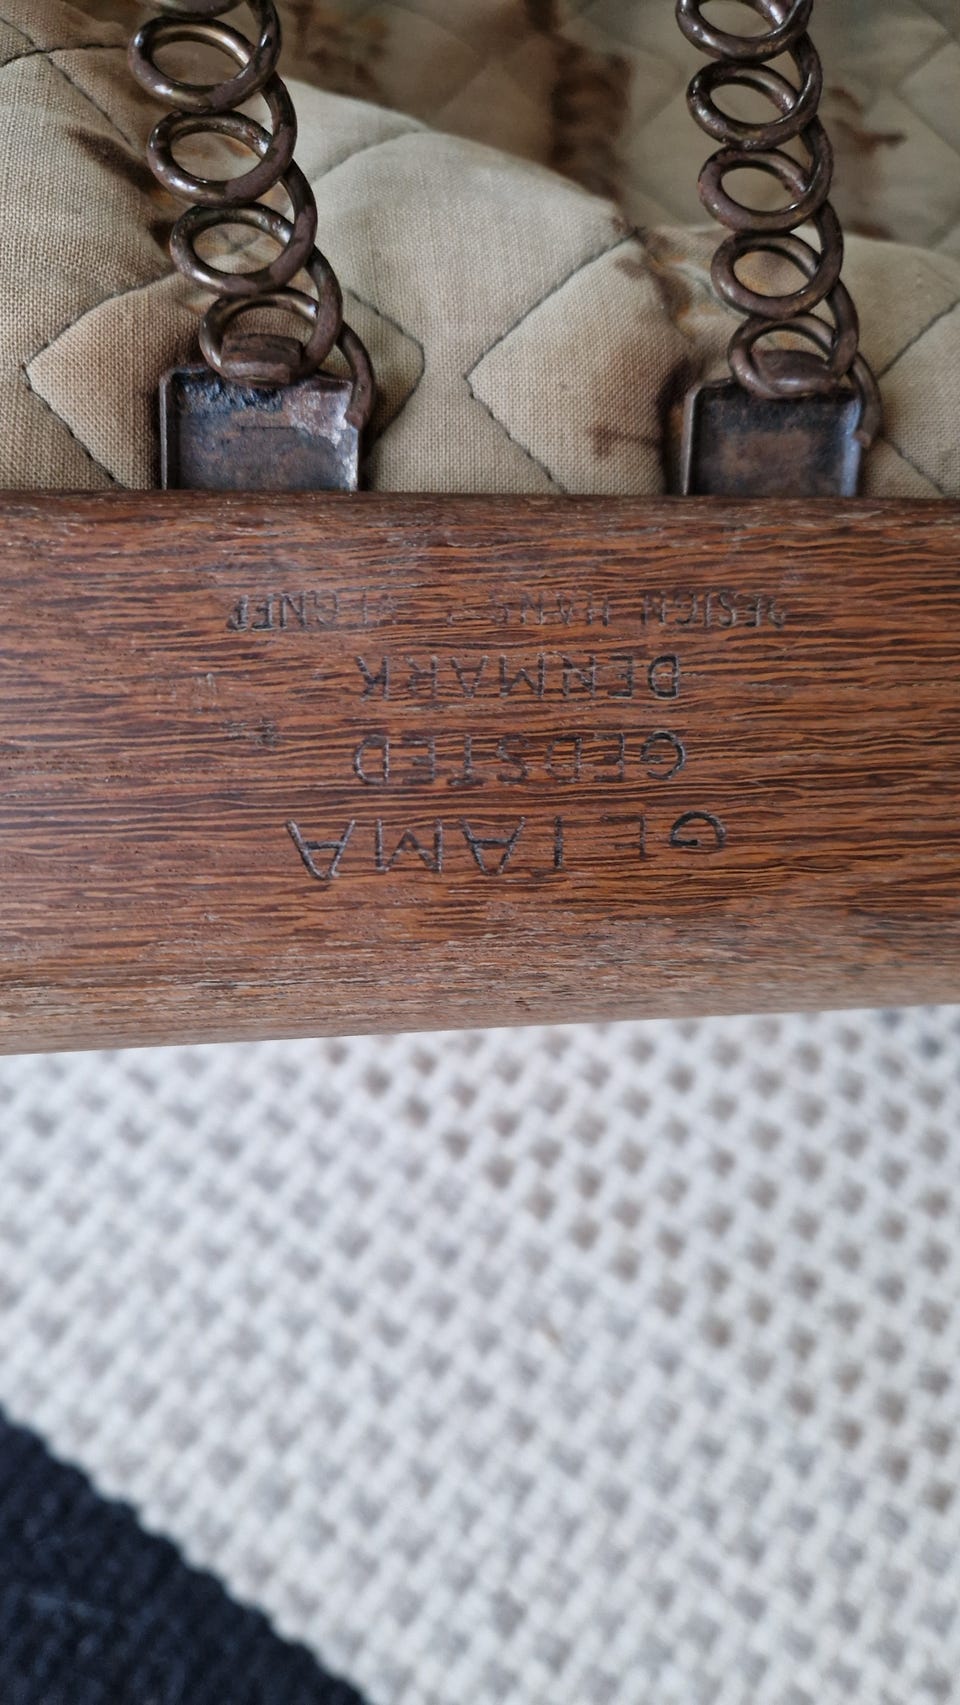 GETAMA
GEDSTED
DENMARK
DESIGN HANS J. WEGNER